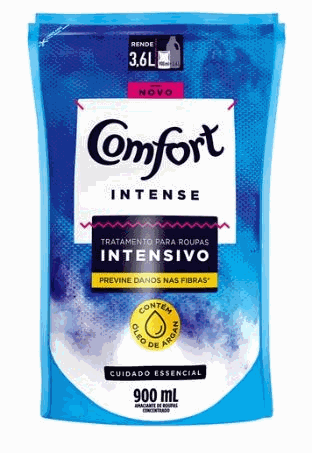 RENDE
3,6L
NOVO
Comfort
INTENSE
TRATAMENTO PARA ROUPAS
INTENSIVO
PREVINE DANOS NAS FIBRAS*
CONTÉM
ÓLEO DE ARGAN
CUIDADO ESSENCIAL
900 mL
AMACIANTE DE ROUPAS
CONCENTRADO